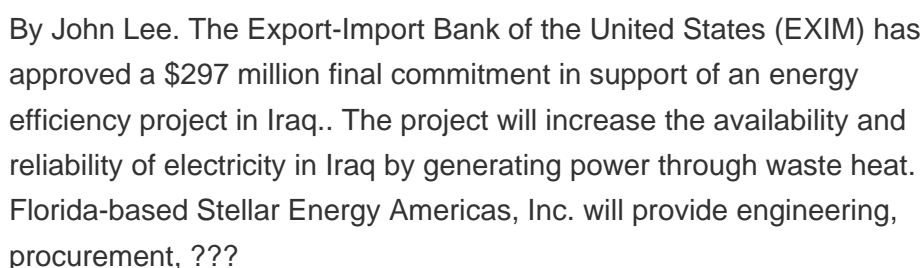 By John Lee. The Export-Import Bank of the United States (EXIM) has
approved a $297 million final commitment in support of an energy
efficiency project in Iraq.. The project will increase the availability and
reliability of electricity in Iraq by generating power through waste heat.
Florida-based Stellar Energy Americas, Inc. will provide engineering,
procurement, ???